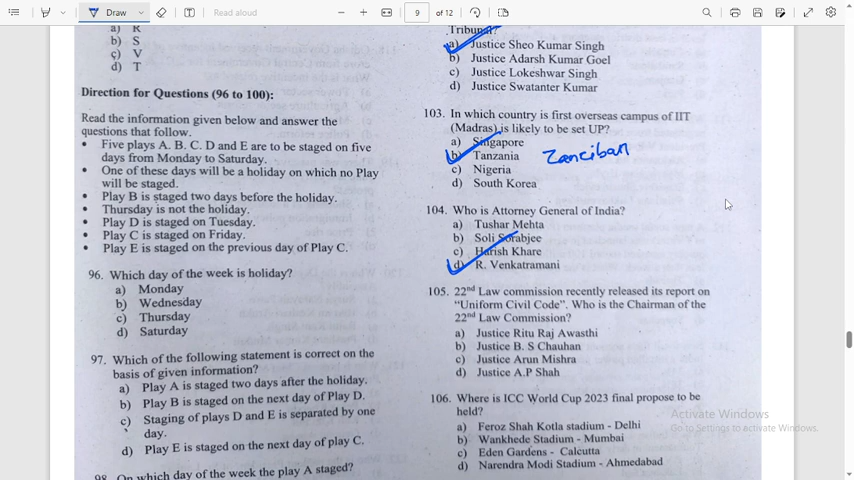 Draw
Read aloud
9 of 12
a) R
b) S
c) V
d) T
Direction for Questions (96 to 100):
Read the information given below and answer the
questions that follow.
• Five plays A. B. C. D and E are to be staged on five
days from Monday to Saturday.
• One of these days will be a holiday on which no Play
will be staged.
• Play B is staged two days before the holiday.
• Thursday is not the holiday.
• Play D is staged on Tuesday.
• Play C is staged on Friday.
• Play E is staged on the previous day of Play C.
96. Which day of the week is holiday?
a) Monday
b) Wednesday
c) Thursday
d) Saturday
97. Which of the following statement is correct on the
basis of given information?
a) Play A is staged two days after the holiday.
b) Play B is staged on the next day of Play D.
c) Staging of plays D and E is separated by one
day.
d) Play E is staged on the next day of play C.
98. On which day of the week the play A staged?
Tribunal?
a) Justice Sheo Kumar Singh
b) Justice Adarsh Kumar Goel
c) Justice Lokeshwar Singh
d) Justice Swatanter Kumar
103. In which country is first overseas campus of IIT
(Madras) is likely to be set UP?
a) Singapore
b) Tanzania
Zanciban
c) Nigeria
d) South Korea
104. Who is Attorney General of India?
a) Tushar Mehta
b) Soli Sorabjee
c) Harish Khare
d) R. Venkatramani
105. 22nd Law commission recently released its report on
"Uniform Civil Code". Who is the Chairman of the
22nd Law Commission?
a) Justice Ritu Raj Awasthi
b) Justice B. S Chauhan
c) Justice Arun Mishra
d) Justice A.P Shah
106. Where is ICC World Cup 2023 final propose to be
held?
a) Feroz Shah Kotla stadium - Delhi
b) Wankhede Stadium - Mumbai
c) Eden Gardens - Calcutta
d) Narendra Modi Stadium - Ahmedabad
Activate Windows
Go to Settings to activate Windows.